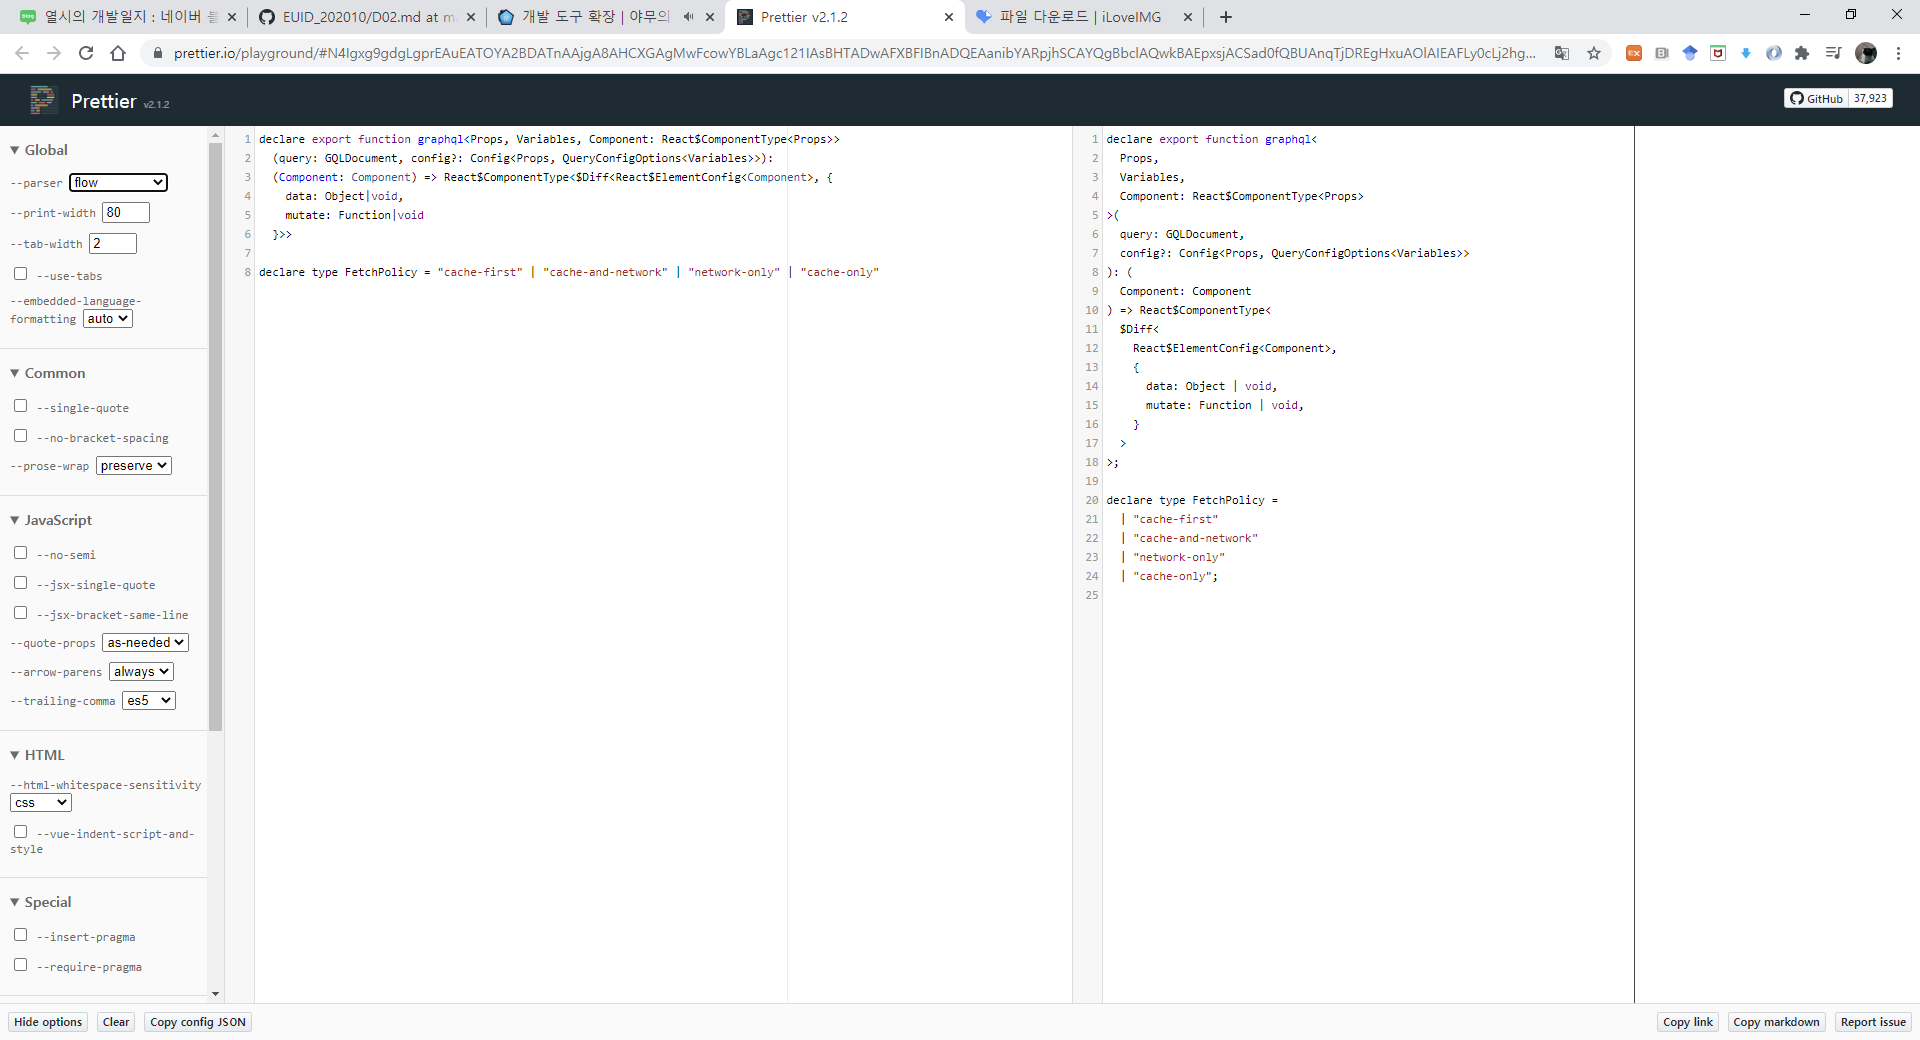 열시의 개발일지 : 네이버 블
EUID_202010/D02.md at m
개발 도구 확장 | 야무의
Prettier v2.1.2
파일 다운로드 | iLoveIMG
prettier.io/playground/#N4Igxg9gdgLgprEAuEATOYA2BDATnAAjgA8AHCXGAgMwFcowYBLaAgc121IAsBHTADwAFXBFIBnADQEAanibYARpjhSCAYQgBbclAQwkBAEpxsjACSad0fQBUAnqTjDREgHxuAOlAIEAFLy0cLj2hg...
Prettier v2.1.2
GitHub 37,923
Global
--parser flow
--print-width 80
--tab-width 2
--use-tabs
--embedded-language-
formatting auto
Common
--single-quote
--no-bracket-spacing
--prose-wrap preserve
JavaScript
--no-semi
--jsx-single-quote
--jsx-bracket-same-line
--quote-props as-needed
--arrow-parens always
--trailing-comma es5
HTML
--html-whitespace-sensitivity
css
--vue-indent-script-and-
style
Special
--insert-pragma
--require-pragma
1 declare export function graphql<Props, Variables, Component: React$ComponentType<Props>>
2 (query: GQLDocument, config?: Config<Props, QueryConfigOptions<Variables>>):
3 (Component: Component) => React$ComponentType<$Diff<React$ElementConfig<Component>, {
4 data: Object|void,
5 mutate: Function|void
6 }>>
7
8 declare type FetchPolicy = "cache-first" | "cache-and-network" | "network-only" | "cache-only"
1 declare export function graphql<
2 Props,
3 Variables,
4 Component: React$ComponentType<Props>
5 >(
6 query: GQLDocument,
7 config?: Config<Props, QueryConfigOptions<Variables>>
8 ): (
9 Component: Component
10 ) => React$ComponentType<
11 $Diff<
12 React$ElementConfig<Component>,
13 {
14 data: Object | void,
15 mutate: Function | void,
16 }
17 >
18 >;
19
20 declare type FetchPolicy =
21 | "cache-first"
22 | "cache-and-network"
23 | "network-only"
24 | "cache-only";
25
Hide options
Clear
Copy config JSON
Copy link
Copy markdown
Report issue